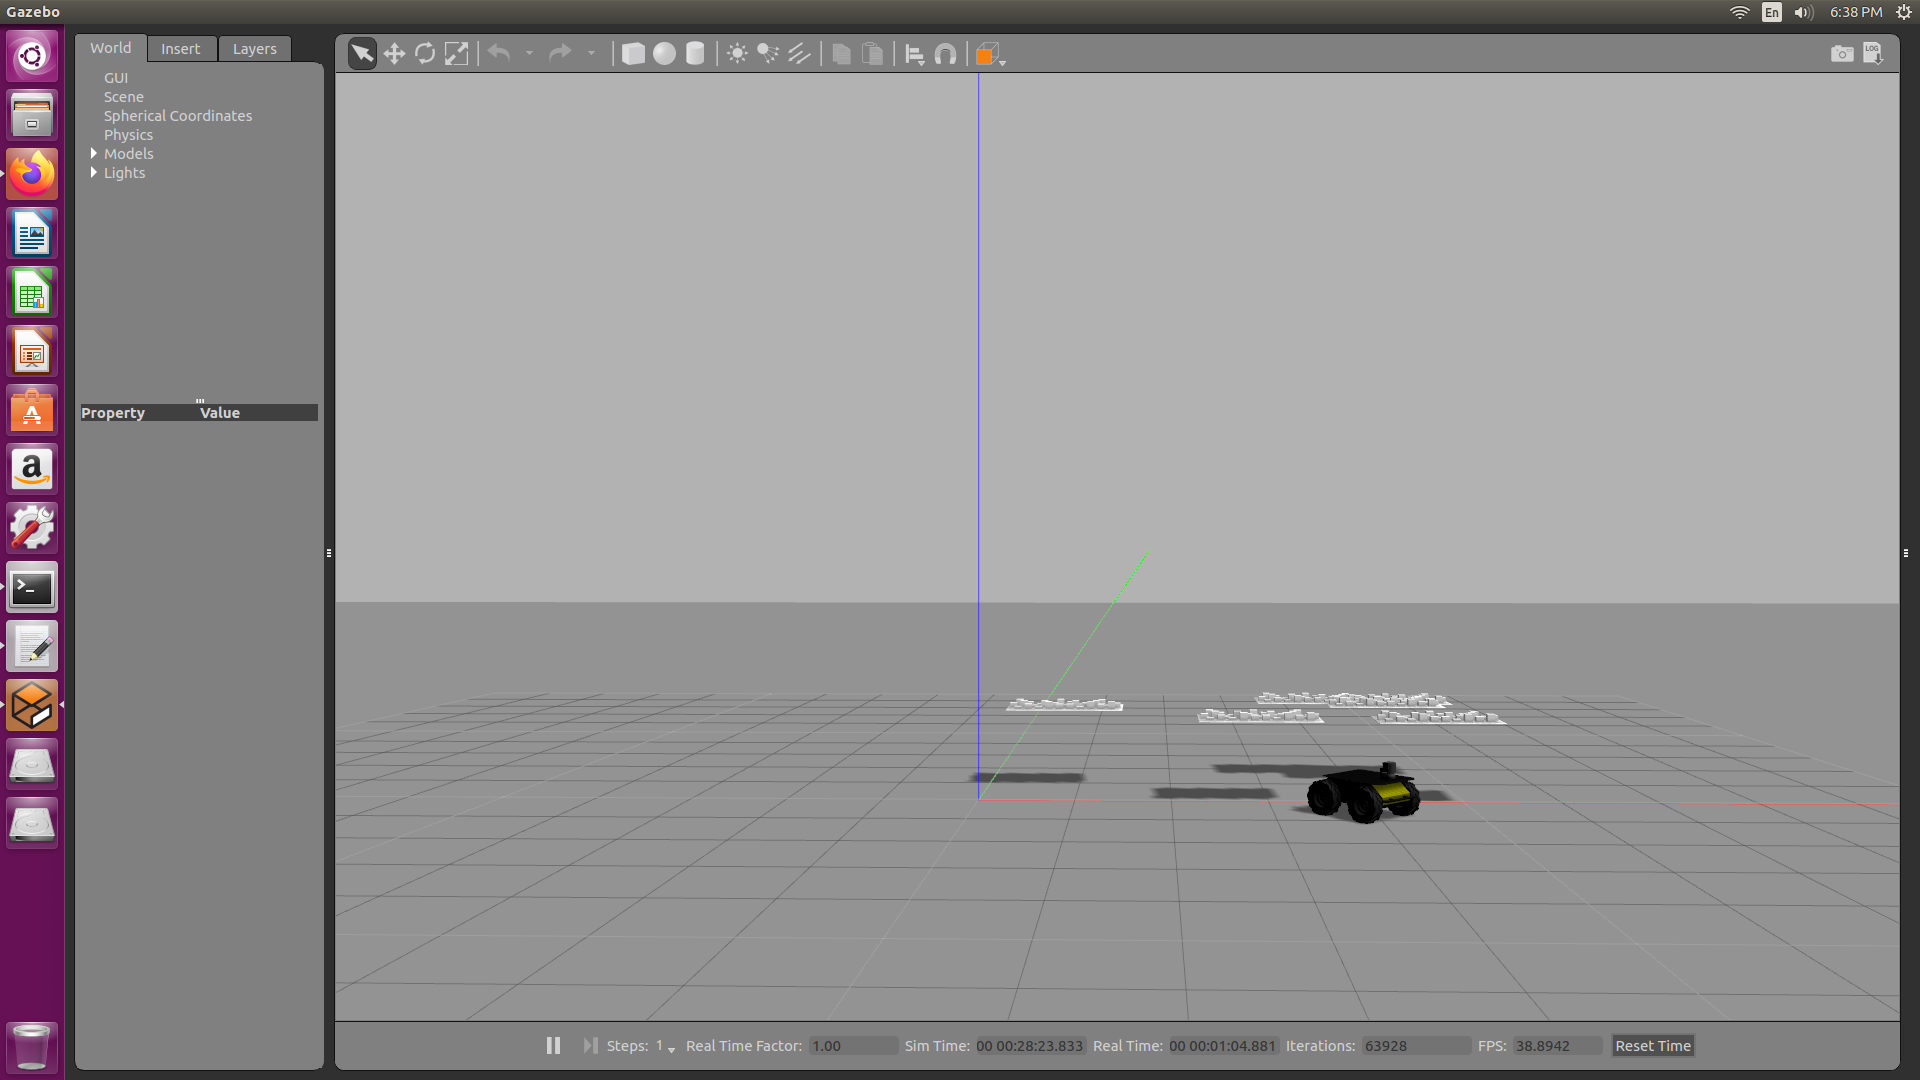 Gazebo
En
6:38 PM
World Insert Layers
LOG
GUI
Scene
Spherical Coordinates
Physics
Models
Lights
Property Value
Steps: 1 Real Time Factor: 1.00 Sim Time: 00 00:28:23.833 Real Time: 00 00:01:04.881 Iterations: 63928 FPS: 38.8942 Reset Time